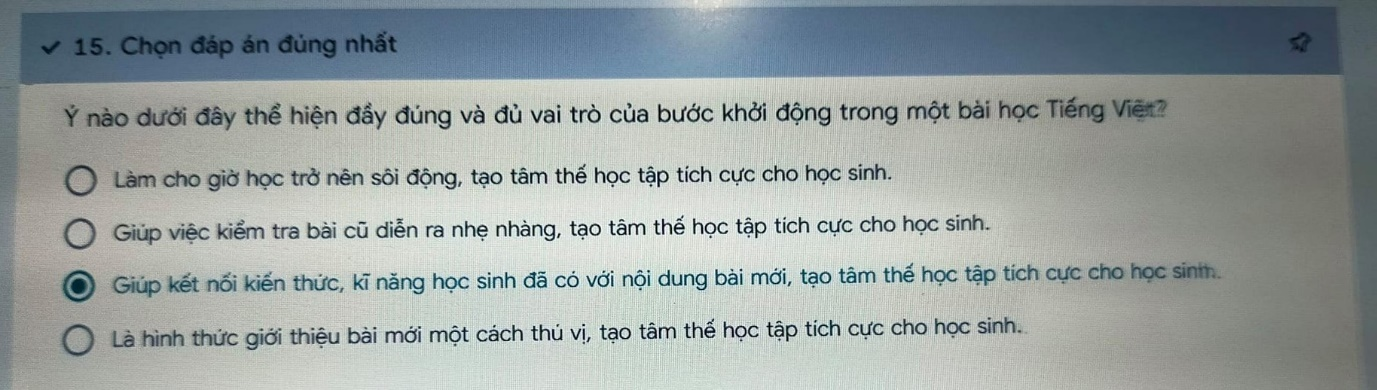 15. Chọn đáp án đúng nhất
Ý nào dưới đây thể hiện đầy đúng và đủ vai trò của bước khởi động trong một bài học Tiếng Việt?
Làm cho giờ học trở nên sôi động, tạo tâm thế học tập tích cực cho học sinh.
Giúp việc kiểm tra bài cũ diễn ra nhẹ nhàng, tạo tâm thế học tập tích cực cho học sinh.
Giúp kết nối kiến thức, kĩ năng học sinh đã có với nội dung bài mới, tạo tâm thế học tập tích cực cho học sinh.
Là hình thức giới thiệu bài mới một cách thú vị, tạo tâm thế học tập tích cực cho học sinh.